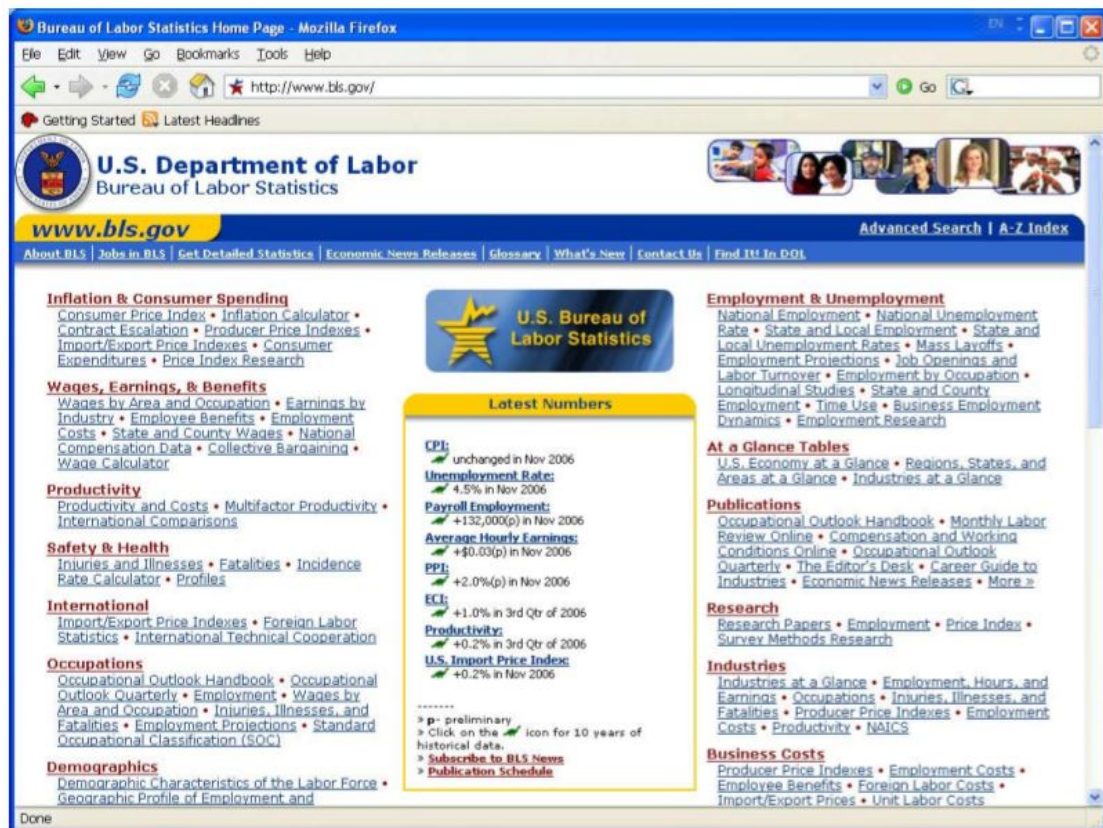 Bureau of Labor Statistics Home Page - Mozilla Firefox
EN
File Edit View Go Bookmarks Tools Help
http://www.bls.gov/
Go
Getting Started Latest Headlines
U.S. Department of Labor
Bureau of Labor Statistics
www.bls.gov
Advanced Search | A-Z Index
About BLS | Jobs in BLS | Get Detailed Statistics | Economic News Releases | Glossary | What's New | Contact Us | Find It! In DOL
Inflation & Consumer Spending
Consumer Price Index • Inflation Calculator •
Contract Escalation • Producer Price Indexes •
Import/Export Price Indexes • Consumer
Expenditures • Price Index Research
Wages, Earnings, & Benefits
Wages by Area and Occupation • Earnings by
Industry • Employee Benefits • Employment
Costs • State and County Wages • National
Compensation Data • Collective Bargaining •
Wage Calculator
Productivity
Productivity and Costs • Multifactor Productivity •
International Comparisons
Safety & Health
Injuries and Illnesses • Fatalities • Incidence
Rate Calculator • Profiles
International
Import/Export Price Indexes • Foreign Labor
Statistics • International Technical Cooperation
Occupations
Occupational Outlook Handbook • Occupational
Outlook Quarterly • Employment • Wages by
Area and Occupation • Injuries, Illnesses, and
Fatalities • Employment Projections • Standard
Occupational Classification (SOC)
Demographics
Demographic Characteristics of the Labor Force •
Geographic Profile of Employment and
U.S. Bureau of
Labor Statistics
Latest Numbers
CPI:
unchanged in Nov 2006
Unemployment Rate:
4.5% in Nov 2006
Payroll Employment:
+132,000(p) in Nov 2006
Average Hourly Earnings:
+$0.03(p) in Nov 2006
PPI:
+2.0%(p) in Nov 2006
ECI:
+1.0% in 3rd Qtr of 2006
Productivity:
+0.2% in 3rd Qtr of 2006
U.S. Import Price Index:
+0.2% in Nov 2006
-------
» p- preliminary
» Click on the icon for 10 years of
historical data.
» Subscribe to BLS News
» Publication Schedule
Employment & Unemployment
National Employment • National Unemployment
Rate • State and Local Employment • State and
Local Unemployment Rates • Mass Layoffs •
Employment Projections • Job Openings and
Labor Turnover • Employment by Occupation •
Longitudinal Studies • State and County
Employment • Time Use • Business Employment
Dynamics • Employment Research
At a Glance Tables
U.S. Economy at a Glance • Regions, States, and
Areas at a Glance • Industries at a Glance
Publications
Occupational Outlook Handbook • Monthly Labor
Review Online • Compensation and Working
Conditions Online • Occupational Outlook
Quarterly • The Editor's Desk • Career Guide to
Industries • Economic News Releases • More »
Research
Research Papers • Employment • Price Index •
Survey Methods Research
Industries
Industries at a Glance • Employment, Hours, and
Earnings • Occupations • Injuries, Illnesses, and
Fatalities • Producer Price Indexes • Employment
Costs • Productivity • NAICS
Business Costs
Producer Price Indexes • Employment Costs •
Employee Benefits • Foreign Labor Costs •
Import/Export Prices • Unit Labor Costs
Done